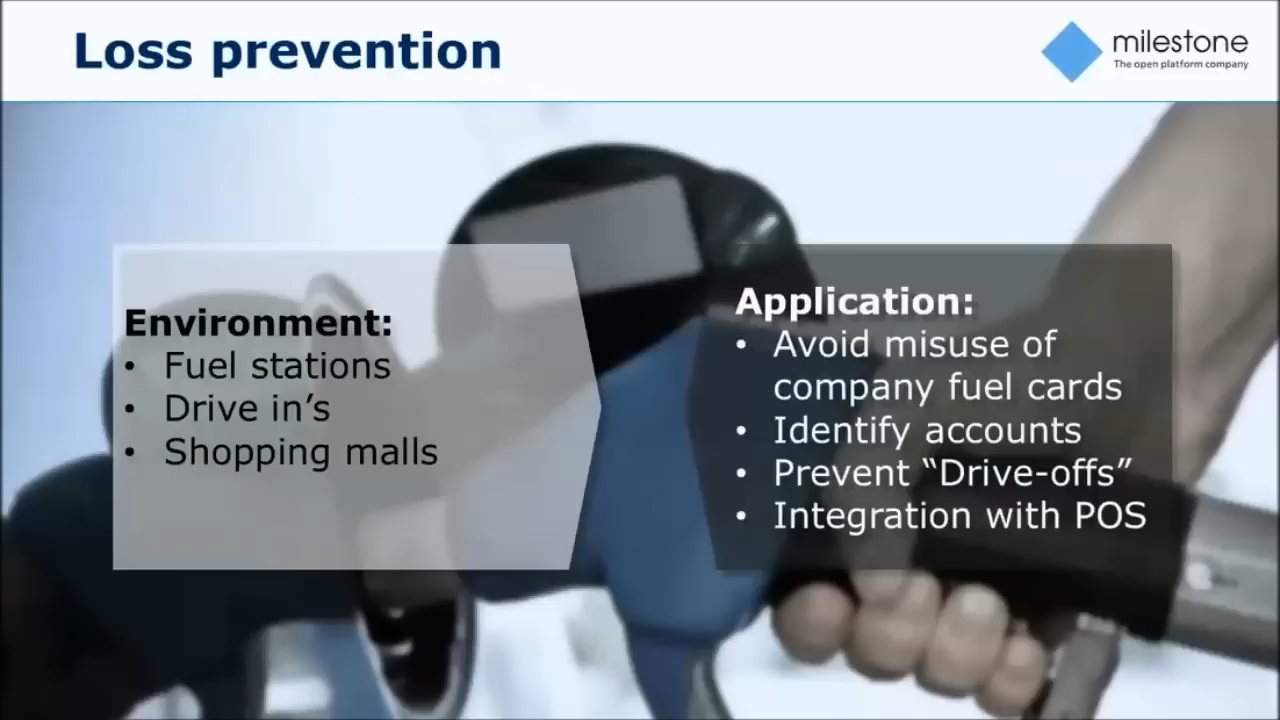 Loss prevention
milestone
The open platform company
Environment:
• Fuel stations
• Drive in’s
• Shopping malls
Application:
• Avoid misuse of
company fuel cards
• Identify accounts
• Prevent “Drive-offs”
• Integration with POS